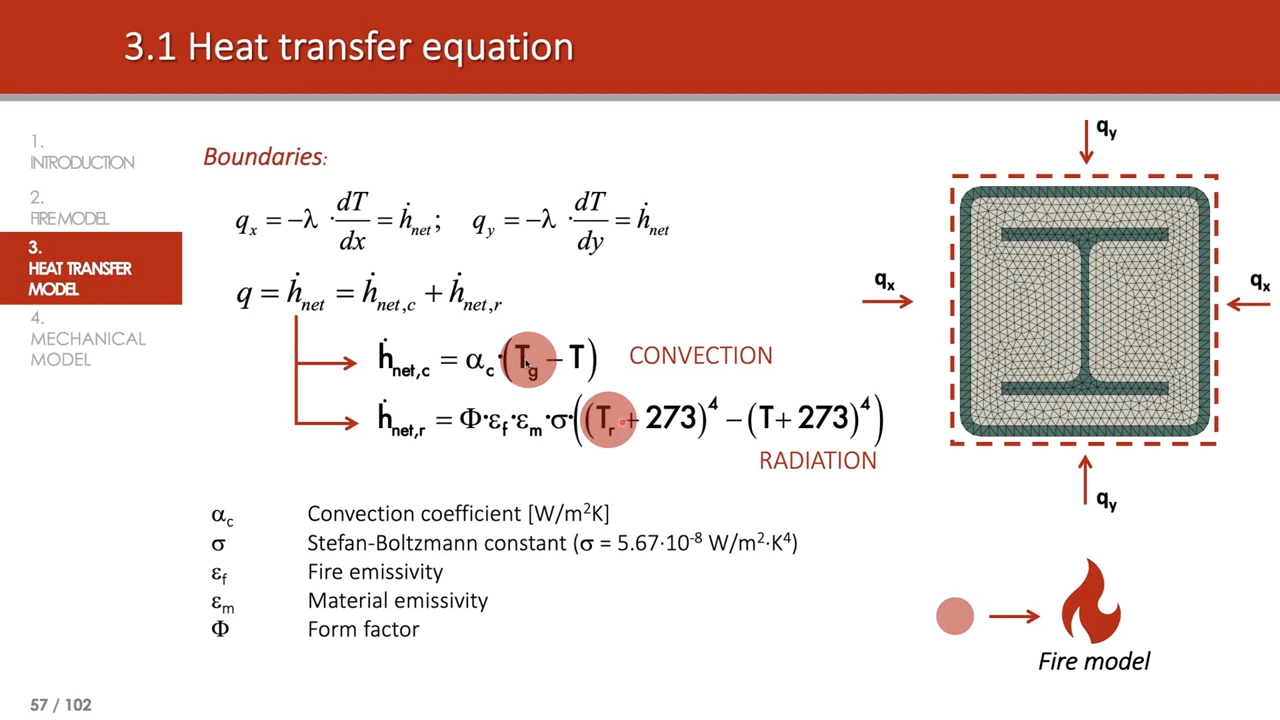 3.1 Heat transfer equation
1.
INTRODUCTION
2.
FIRE MODEL
3.
HEAT TRANSFER
MODEL
4.
MECHANICAL
MODEL
Boundaries:
q_x = −λ · dT/dx = ḣ_net; q_y = −λ · dT/dy = ḣ_net
q = ḣ_net = ḣ_net,c + ḣ_net,r
ḣ_net,c = α_c·(T_g − T) CONVECTION
ḣ_net,r = Φ·ε_f·ε_m·σ·((T_r + 273)^4 − (T + 273)^4)
RADIATION
α_c Convection coefficient [W/m²K]
σ Stefan-Boltzmann constant (σ = 5.67·10⁻⁸ W/m²·K⁴)
ε_f Fire emissivity
ε_m Material emissivity
Φ Form factor
q_y
q_x
q_x
q_y
Fire model
57 / 102